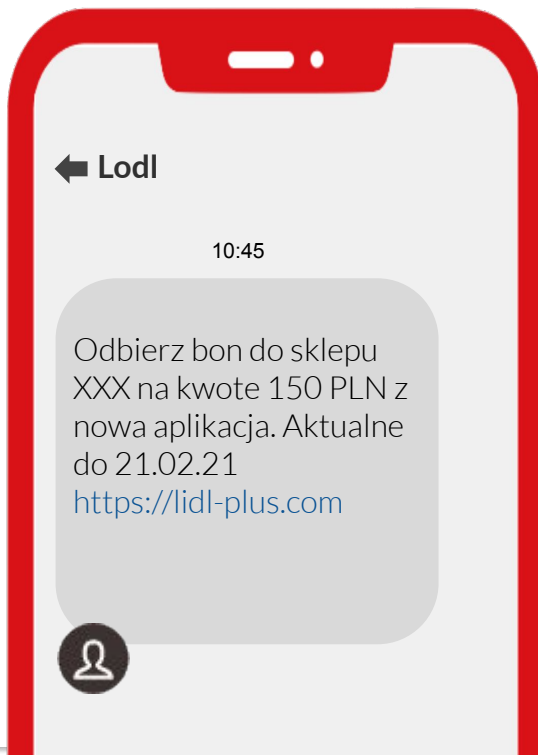 Lodl
10:45
Odbierz bon do sklepu
XXX na kwote 150 PLN z
nowa aplikacja. Aktualne
do 21.02.21
https://lidl-plus.com